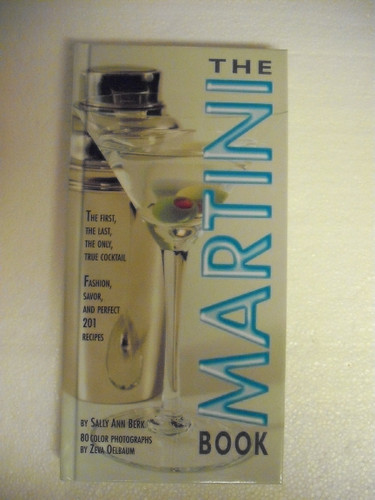 THE
MARTINI
BOOK
THE FIRST,
THE LAST,
THE ONLY,
TRUE COCKTAIL
FASHION,
SAVOR,
AND PERFECT
201
RECIPES
BY SALLY ANN BERK
80 COLOR PHOTOGRAPHS
BY ZEVA OELBAUM